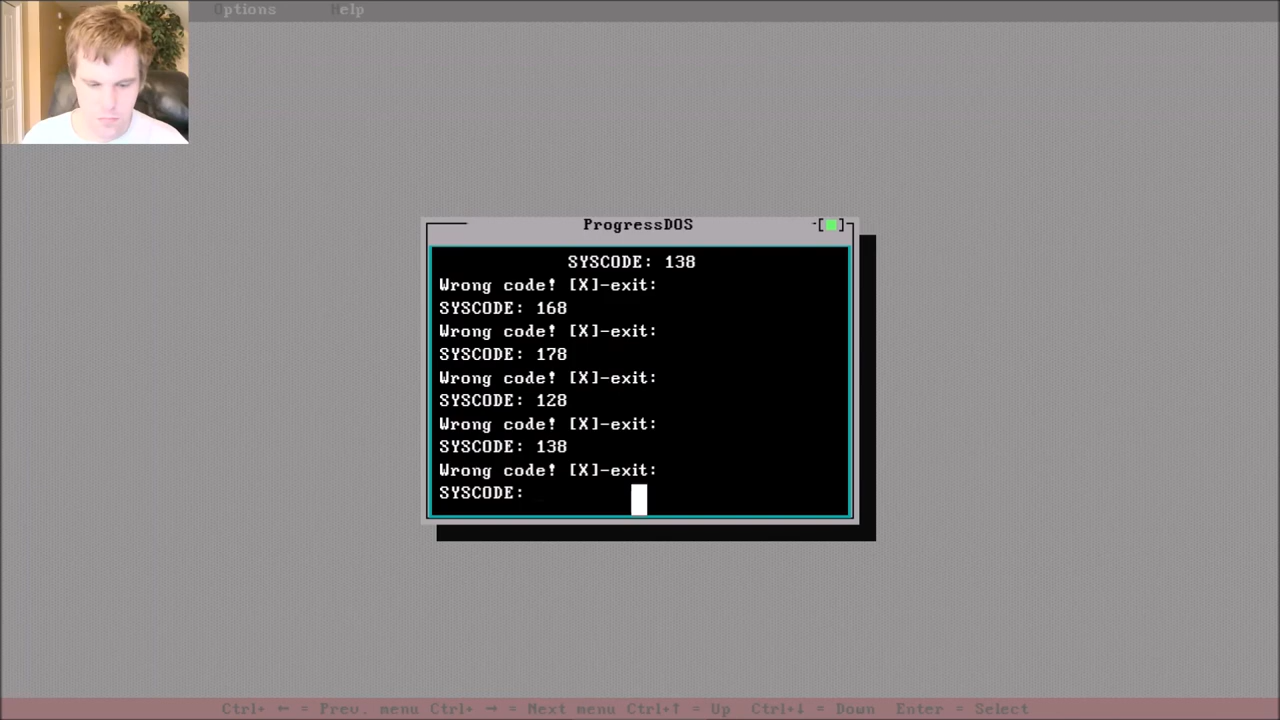 Options Help
ProgressDOS
SYSCODE: 138
Wrong code! [X]-exit:
SYSCODE: 168
Wrong code! [X]-exit:
SYSCODE: 178
Wrong code! [X]-exit:
SYSCODE: 128
Wrong code! [X]-exit:
SYSCODE: 138
Wrong code! [X]-exit:
SYSCODE:
Ctrl+ ← = Prev. menu Ctrl+ → = Next menu Ctrl+↑ = Up Ctrl+↓ = Down Enter = Select